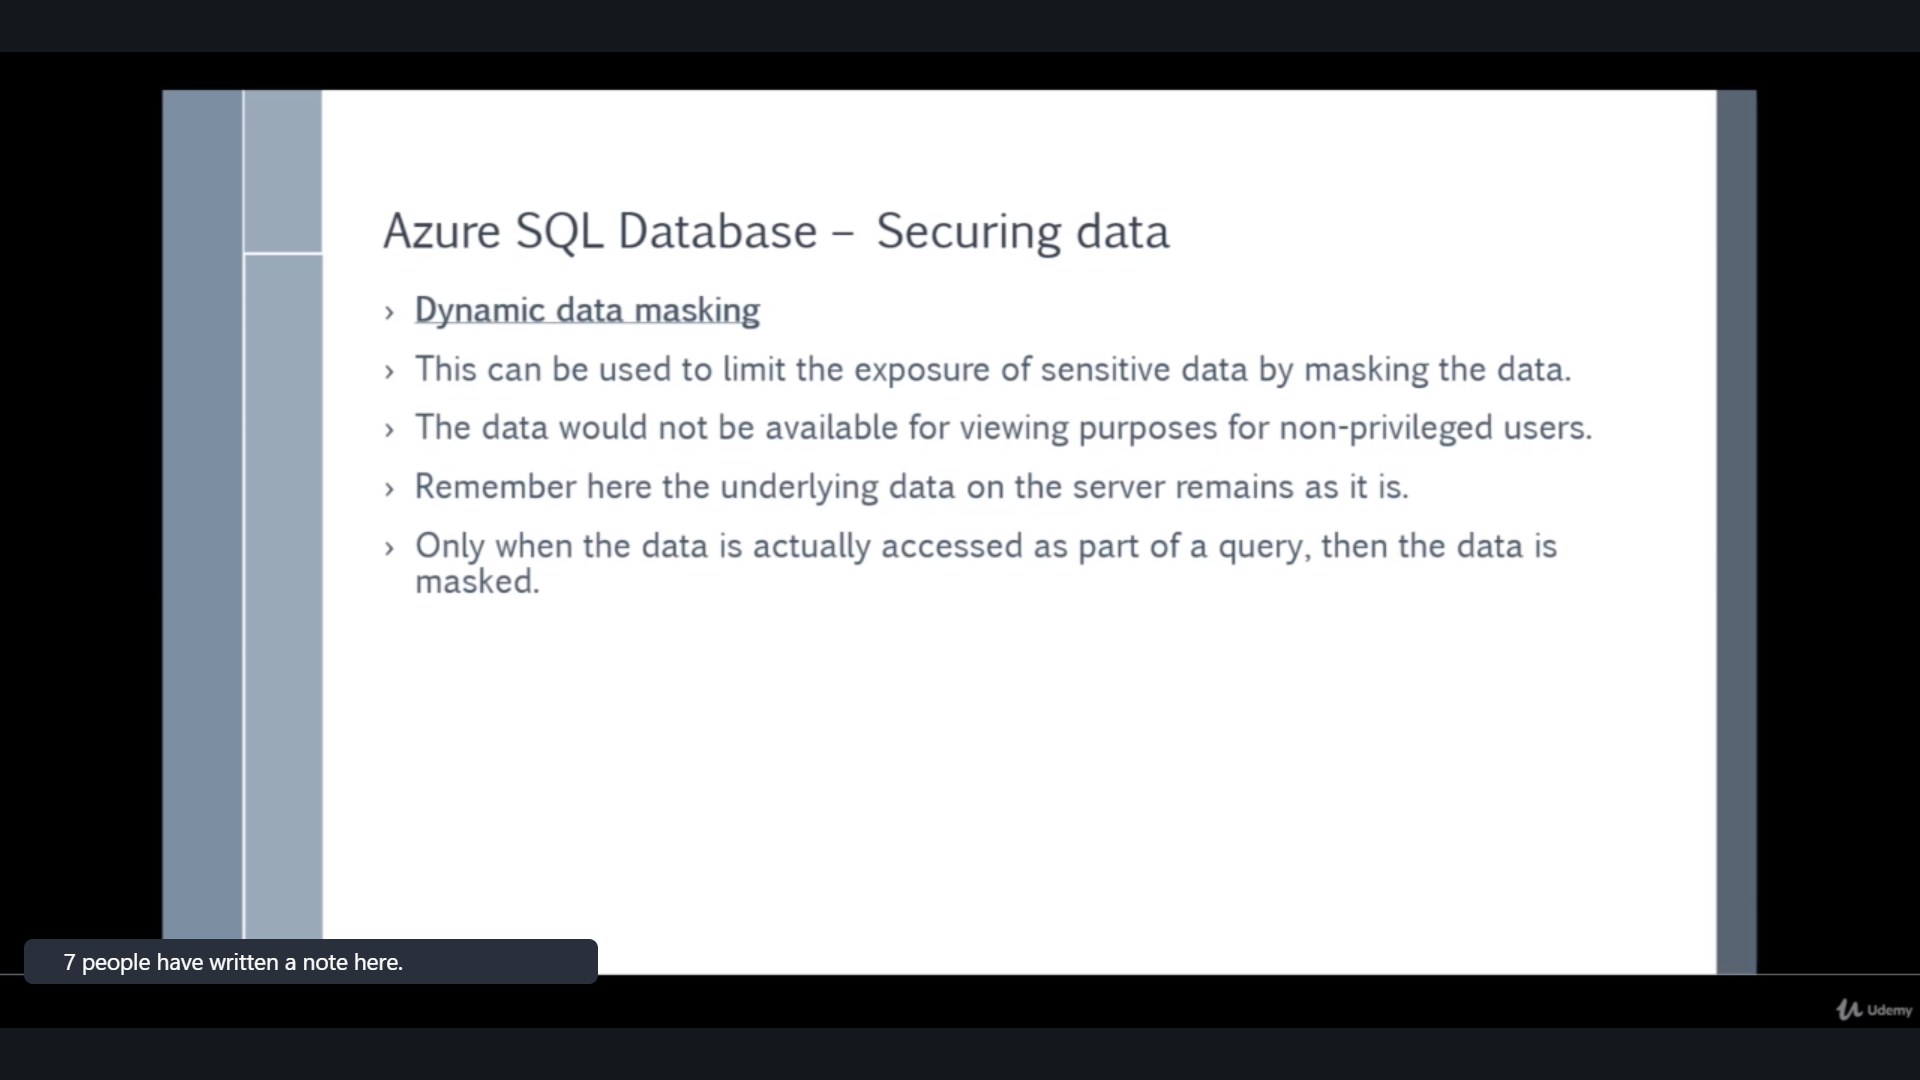 Azure SQL Database – Securing data
› Dynamic data masking
› This can be used to limit the exposure of sensitive data by masking the data.
› The data would not be available for viewing purposes for non-privileged users.
› Remember here the underlying data on the server remains as it is.
› Only when the data is actually accessed as part of a query, then the data is
masked.
7 people have written a note here.
Udemy